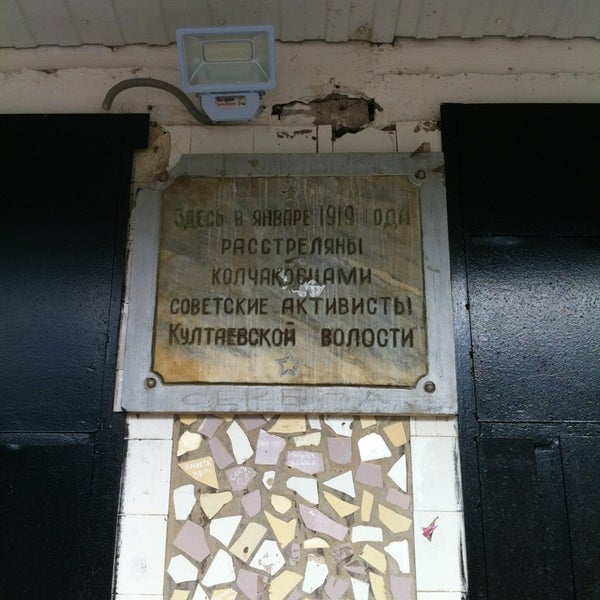 Здесь в январе 1919 года
расстреляны
колчаковцами
советские активисты
Култаевской волости